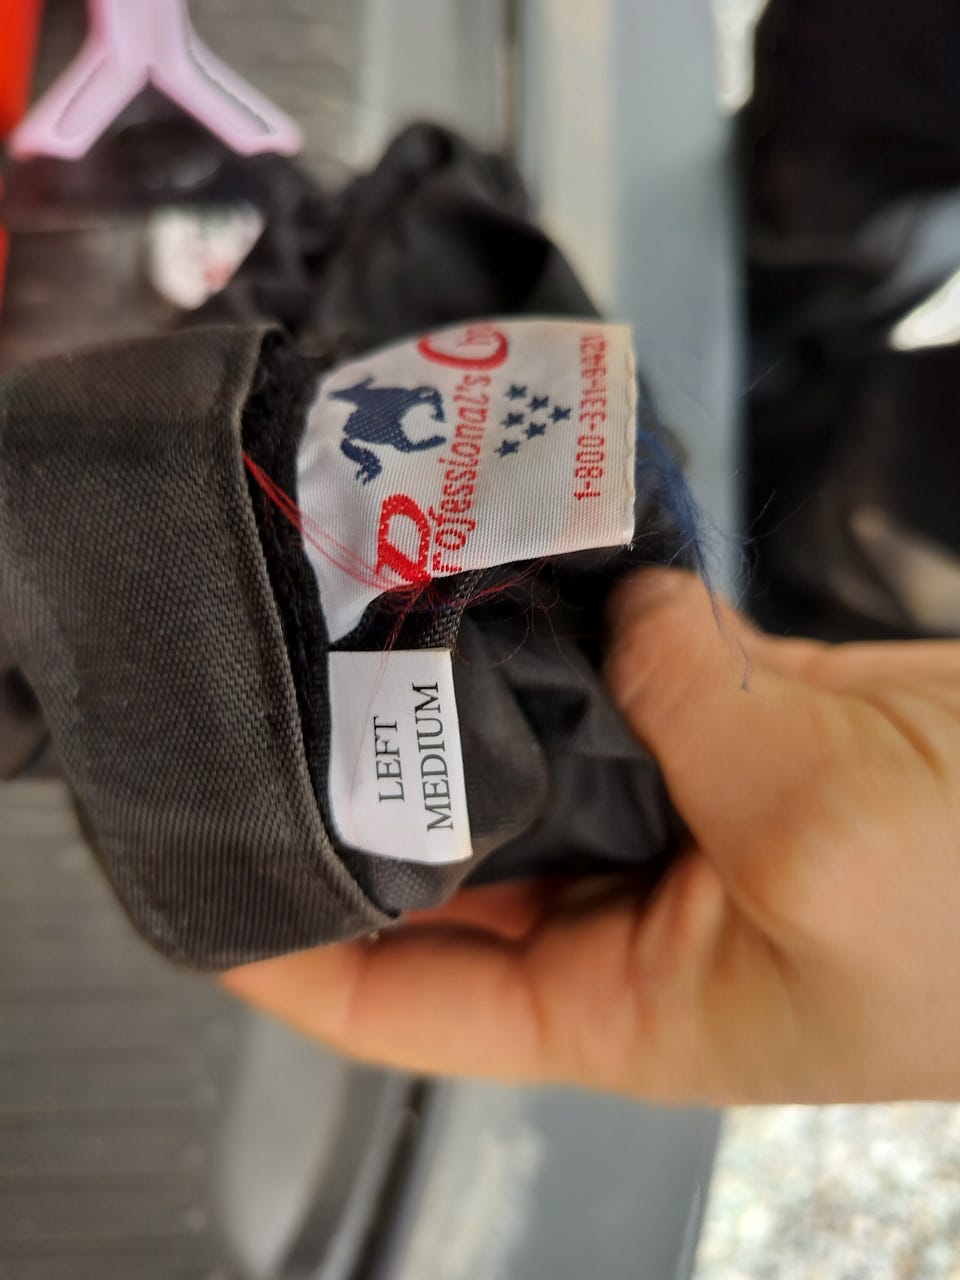 Professional's Cho
1-800-331-9421
LEFT
MEDIUM